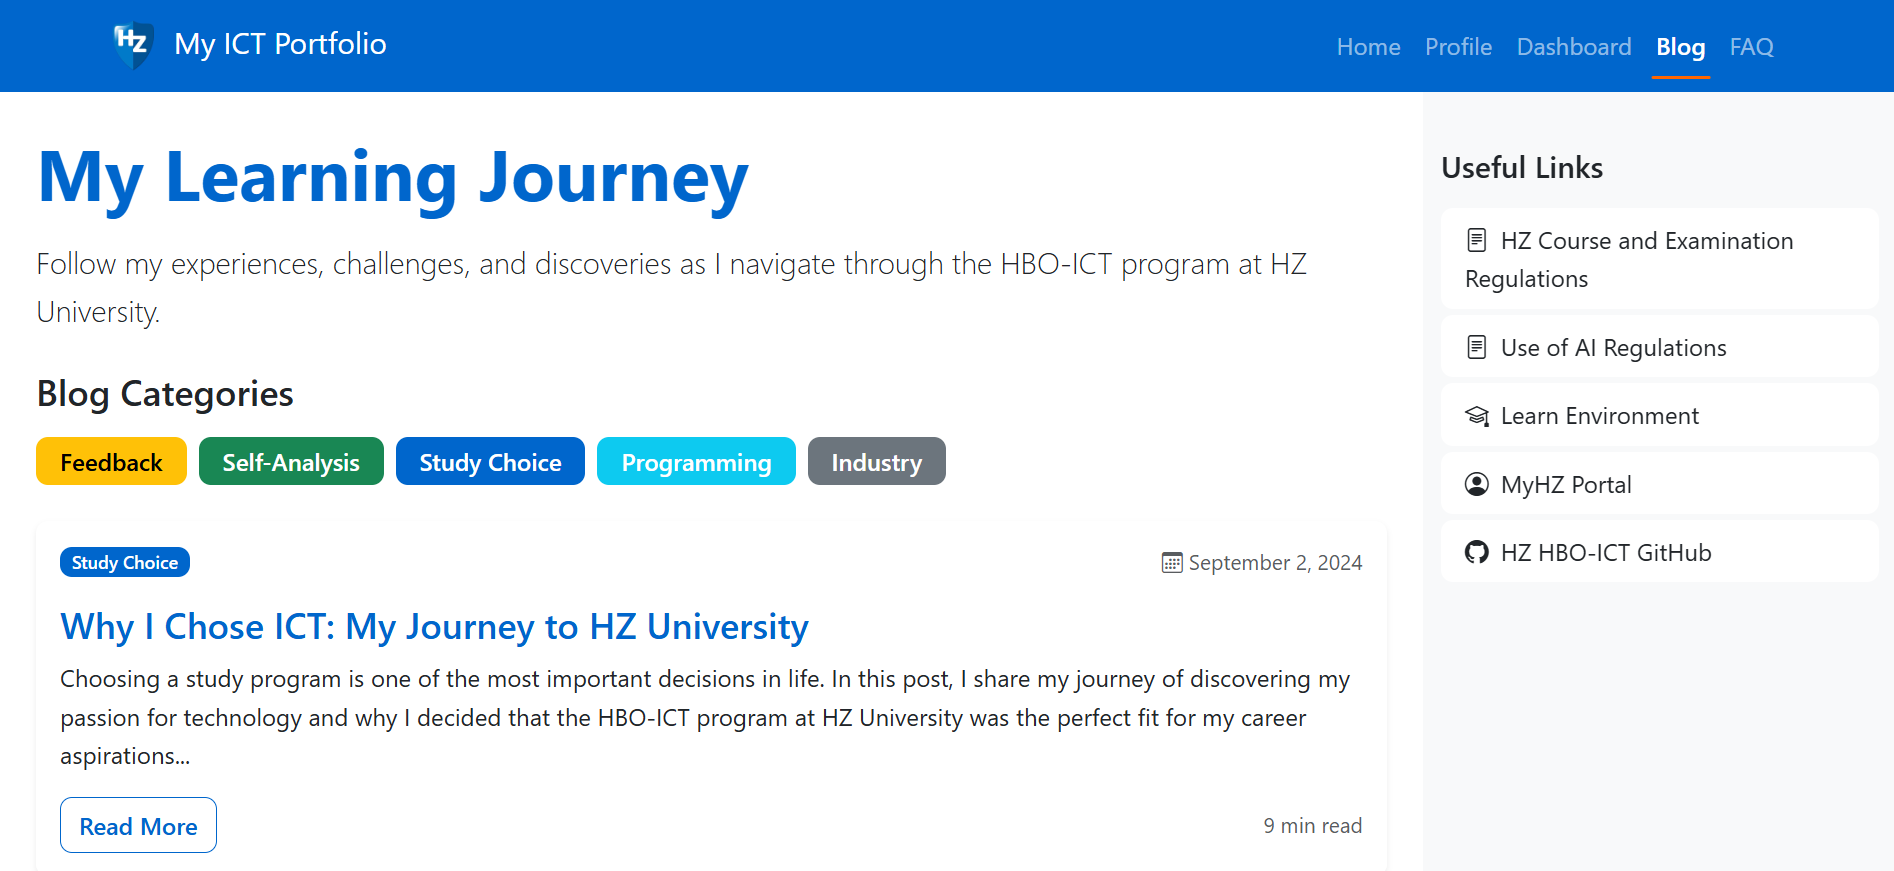 HZ My ICT Portfolio
Home Profile Dashboard Blog FAQ
My Learning Journey
Follow my experiences, challenges, and discoveries as I navigate through the HBO-ICT program at HZ
University.
Blog Categories
Feedback Self-Analysis Study Choice Programming Industry
Study Choice September 2, 2024
Why I Chose ICT: My Journey to HZ University
Choosing a study program is one of the most important decisions in life. In this post, I share my journey of discovering my
passion for technology and why I decided that the HBO-ICT program at HZ University was the perfect fit for my career
aspirations...
Read More 9 min read
Useful Links
HZ Course and Examination
Regulations
Use of AI Regulations
Learn Environment
MyHZ Portal
HZ HBO-ICT GitHub